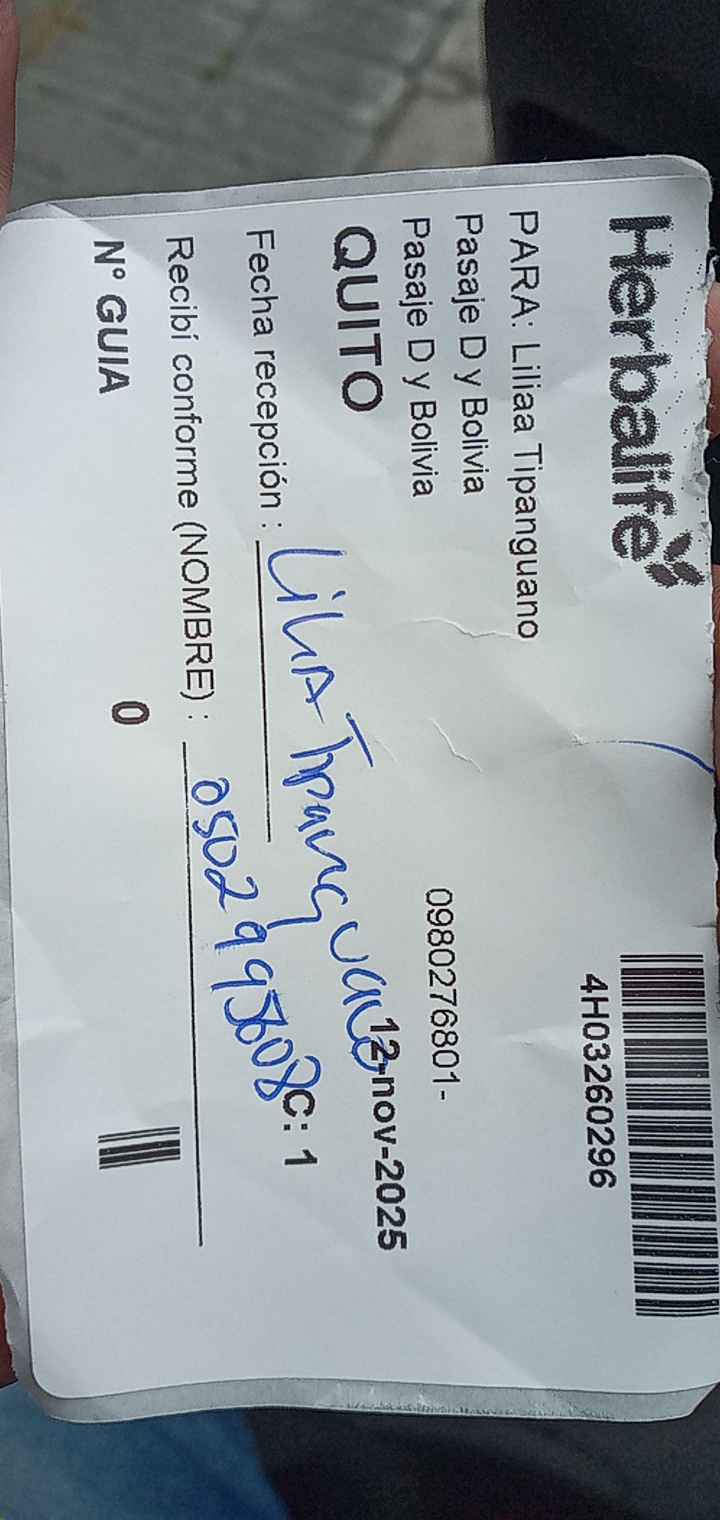 Herbalife
4H03260296
PARA: Liliaa Tipanguano
Pasaje D y Bolivia
Pasaje D y Bolivia 0980276801-
QUITO 12-nov-2025
Fecha recepción : Lilia Tipanguano C: 1
Recibí conforme (NOMBRE) : 0502995608
Nº GUIA 0